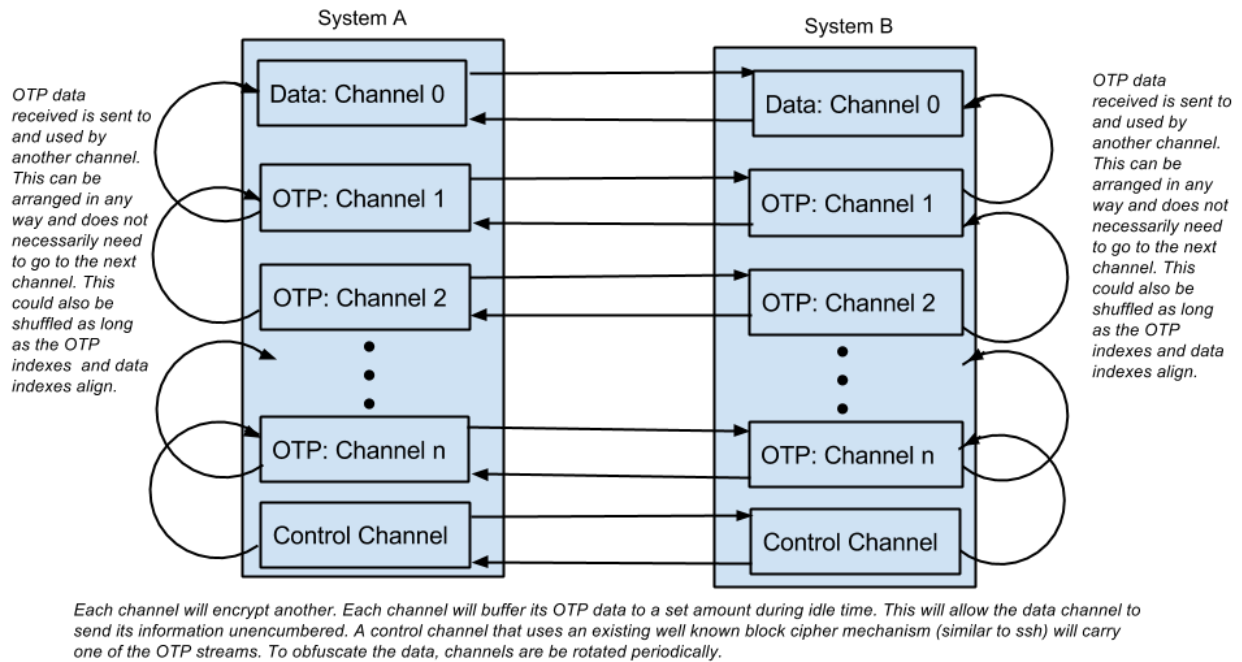 System A
System B
OTP data
received is sent to
and used by
another channel.
This can be
arranged in any
way and does not
necessarily need
to go to the next
channel. This
could also be
shuffled as long
as the OTP
indexes and data
indexes align.
Data: Channel 0
OTP: Channel 1
OTP: Channel 2
OTP: Channel n
Control Channel
Data: Channel 0
OTP: Channel 1
OTP: Channel 2
OTP: Channel n
Control Channel
OTP data
received is sent to
and used by
another channel.
This can be
arranged in any
way and does not
necessarily need
to go to the next
channel. This
could also be
shuffled as long
as the OTP
indexes and data
indexes align.
Each channel will encrypt another. Each channel will buffer its OTP data to a set amount during idle time. This will allow the data channel to
send its information unencumbered. A control channel that uses an existing well known block cipher mechanism (similar to ssh) will carry
one of the OTP streams. To obfuscate the data, channels are rotated periodically.